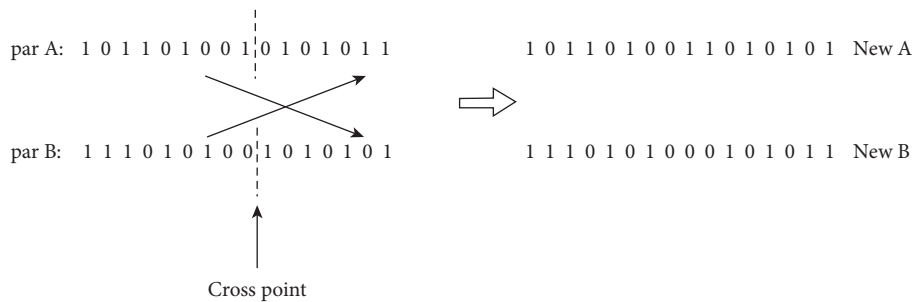 par A: 1 0 1 1 0 1 0 0 1 0 1 0 1 0 1 1 1 0 1 1 0 1 0 0 1 1 0 1 0 1 0 1 New A
par B: 1 1 1 0 1 0 1 0 0 1 0 1 0 1 0 1 1 1 1 0 1 0 1 0 0 0 1 0 1 0 1 1 New B
Cross point